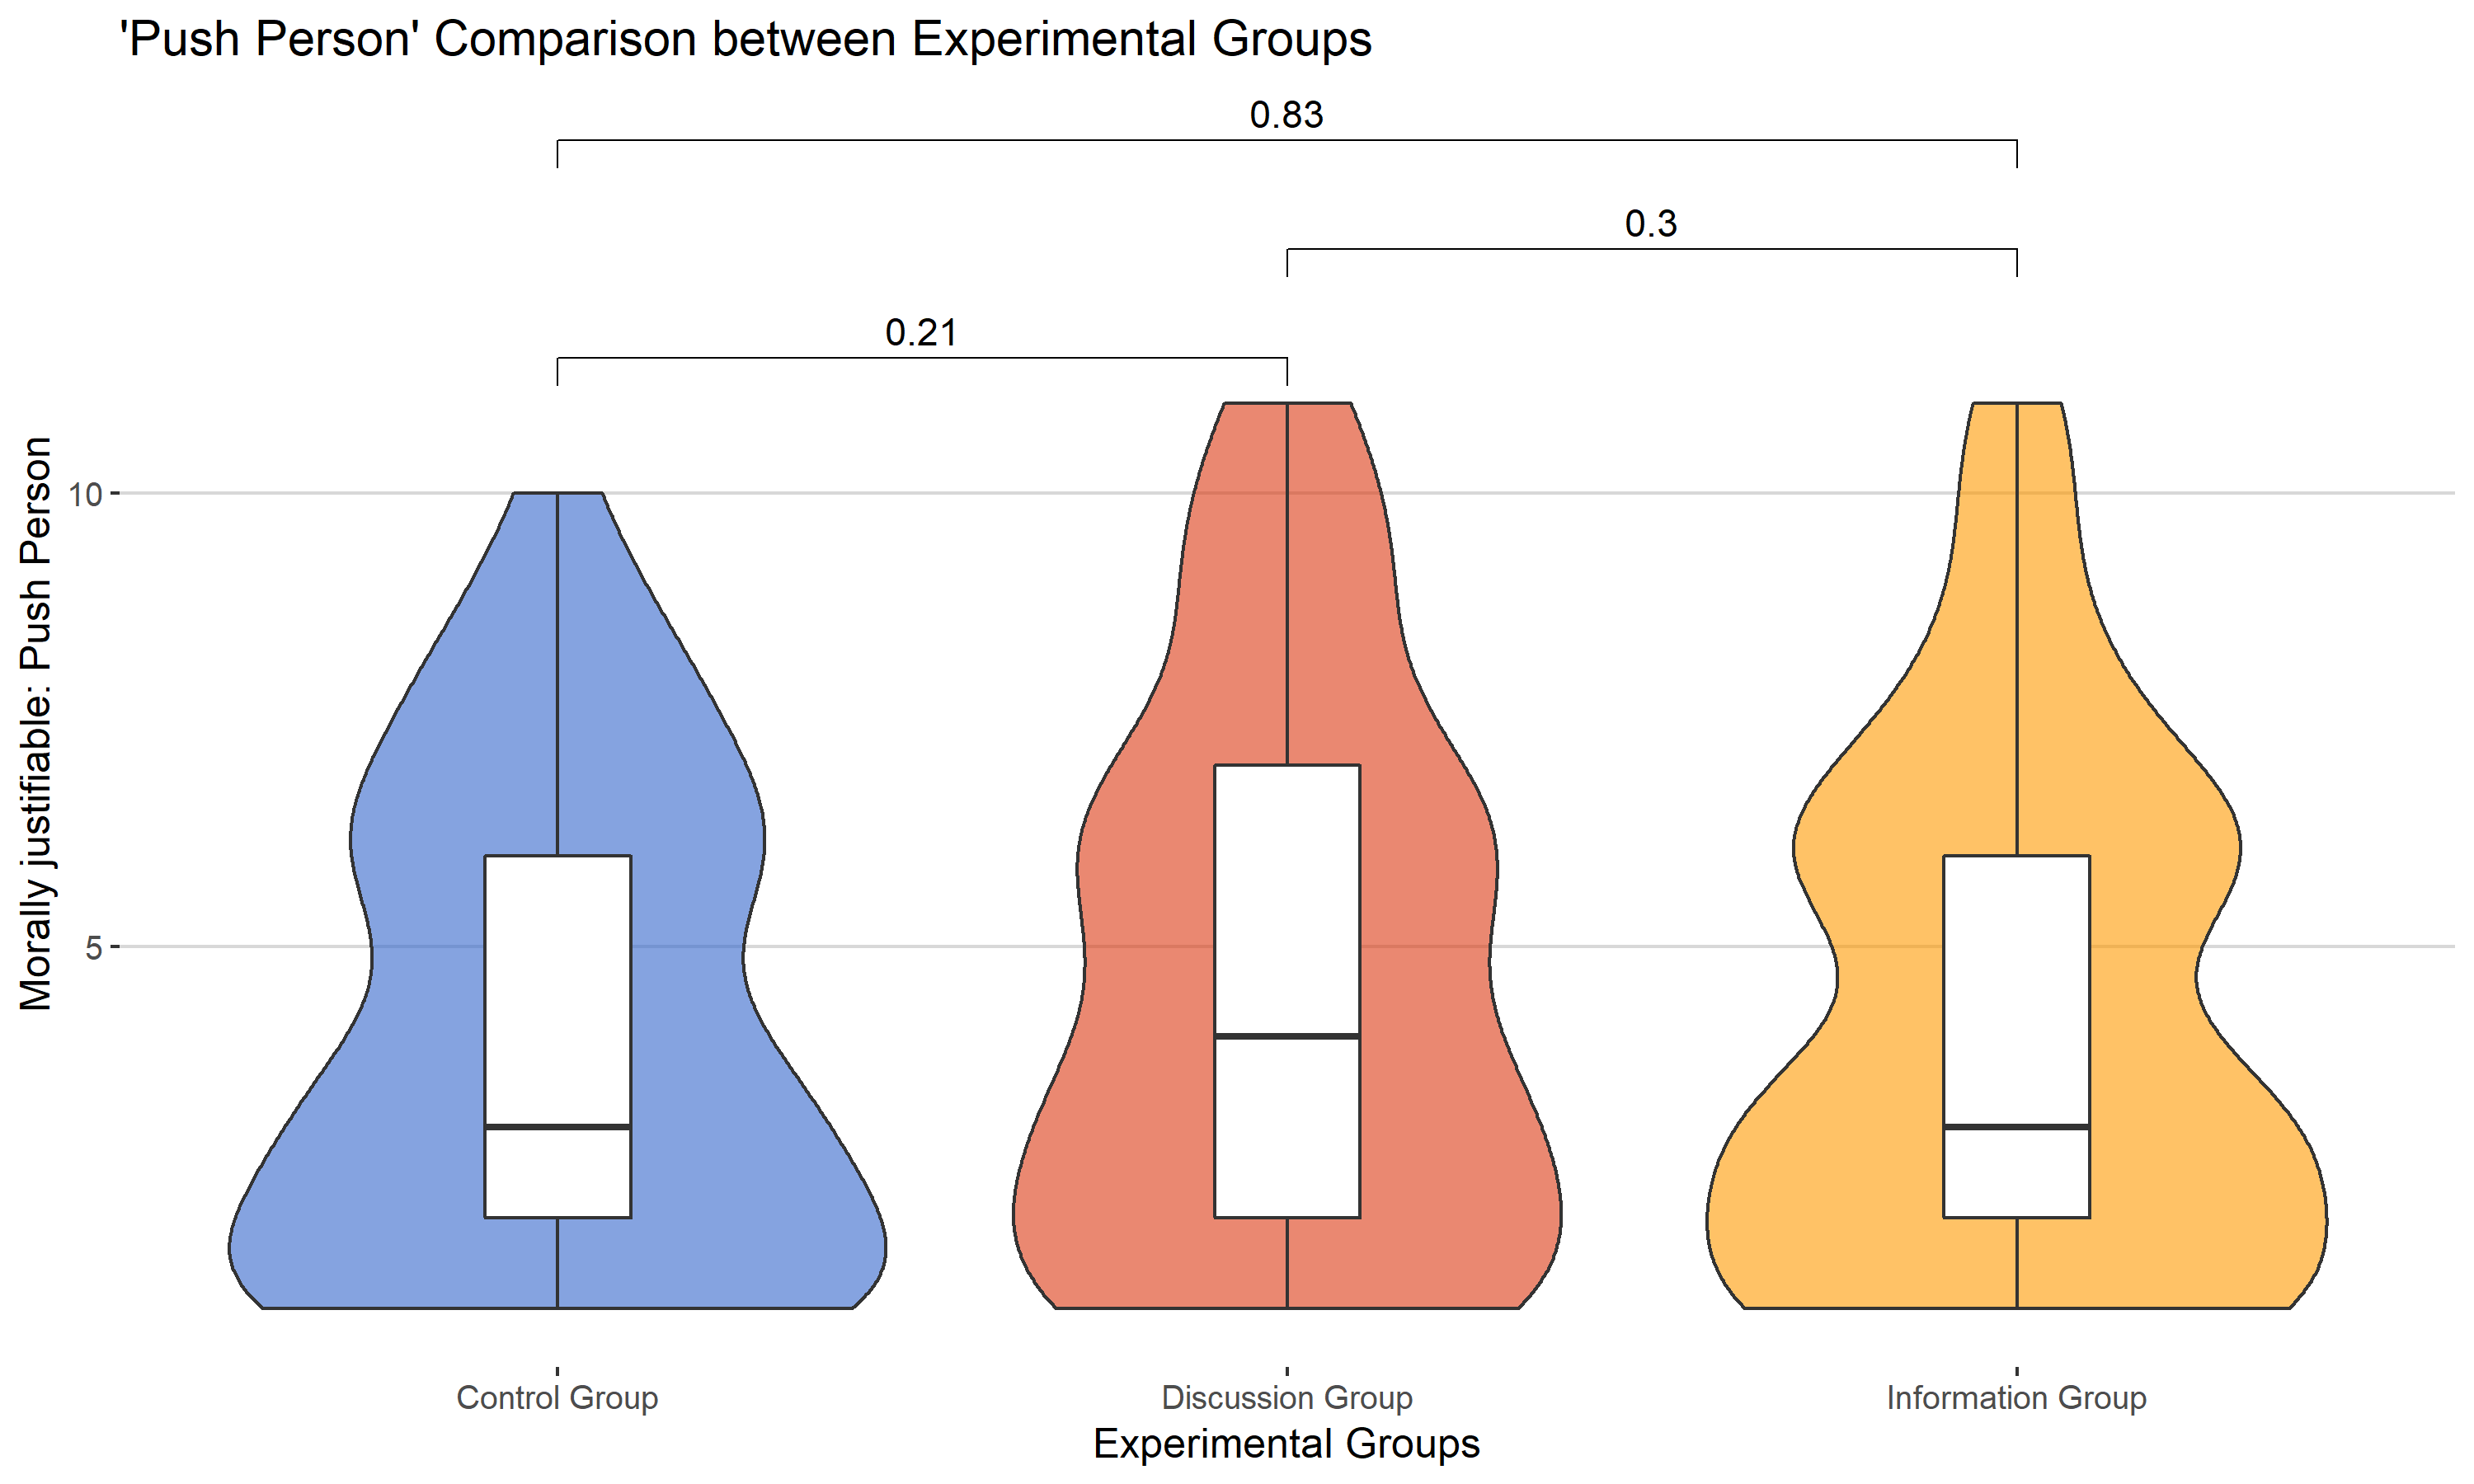 'Push Person' Comparison between Experimental Groups
0.83
0.3
0.21
Morally justifiable: Push Person
10
5
Control Group
Discussion Group
Information Group
Experimental Groups